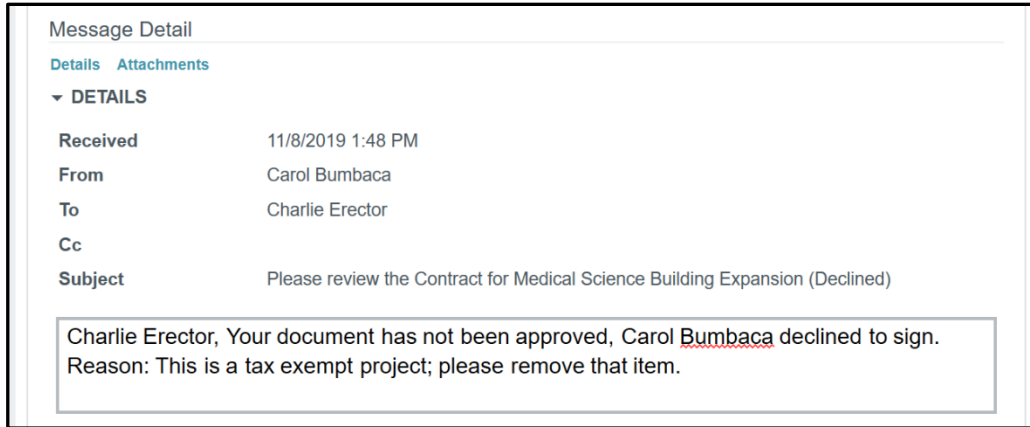 Message Detail
Details Attachments
DETAILS
Received 11/8/2019 1:48 PM
From Carol Bumbaca
To Charlie Erector
Cc
Subject Please review the Contract for Medical Science Building Expansion (Declined)
Charlie Erector, Your document has not been approved, Carol Bumbaca declined to sign.
Reason: This is a tax exempt project; please remove that item.